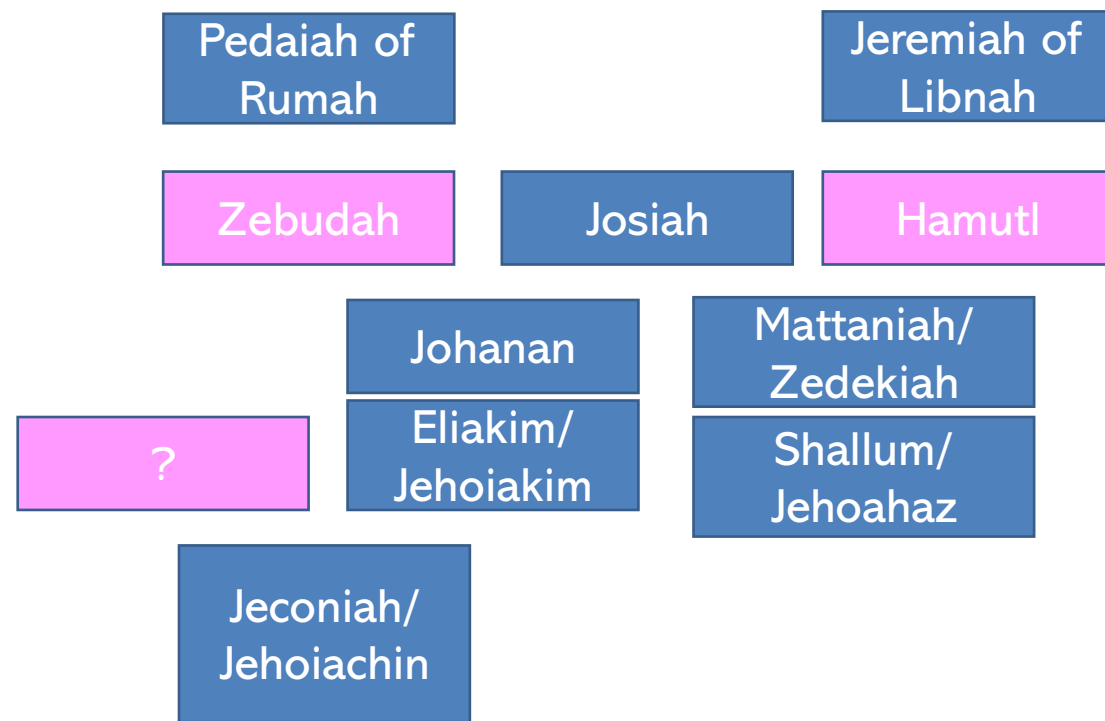 Pedaiah of
Rumah
Jeremiah of
Libnah
Zebudah
Josiah
Hamutl
Johanan
Mattaniah/
Zedekiah
?
Eliakim/
Jehoiakim
Shallum/
Jehoahaz
Jeconiah/
Jehoiachin